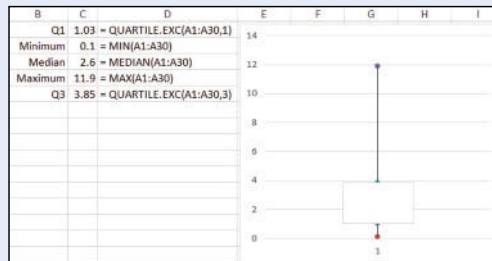 B C D E F G H I
Q1 1.03 = QUARTILE.EXC(A1:A30,1)
Minimum 0.1 = MIN(A1:A30)
Median 2.6 = MEDIAN(A1:A30)
Maximum 11.9 = MAX(A1:A30)
Q3 3.85 = QUARTILE.EXC(A1:A30,3)
14
12
10
8
6
4
2
0
1